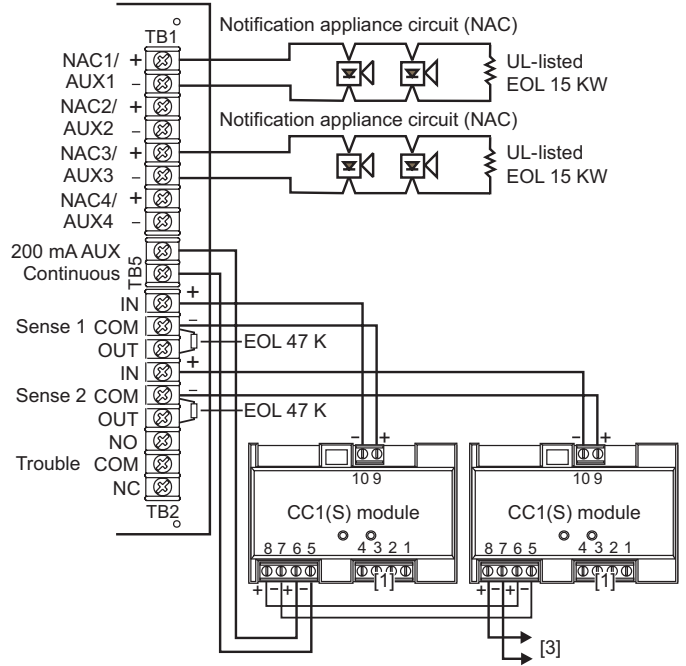 TB1
Notification appliance circuit (NAC)
NAC1/ +
AUX1 –
UL-listed
EOL 15 KW
NAC2/ +
AUX2 –
Notification appliance circuit (NAC)
NAC3/ +
AUX3 –
UL-listed
EOL 15 KW
NAC4/ +
AUX4 –
200 mA AUX
Continuous
TB5
IN +
Sense 1 COM –
OUT
EOL 47 K
IN +
Sense 2 COM –
OUT
EOL 47 K
NO
Trouble COM
NC
TB2
– +
10 9
CC1(S) module
8 7 6 5 4 3 2 1
[1]
+ – + –
– +
10 9
CC1(S) module
8 7 6 5 4 3 2 1
[1]
+ – + –
[3]